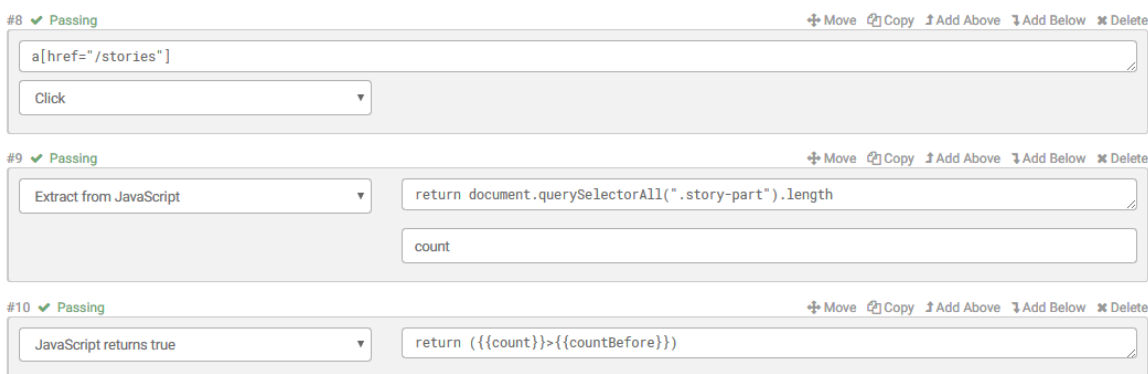 #8 ✔ Passing Move Copy Add Above Add Below Delete
a[href="/stories"]
Click
#9 ✔ Passing Move Copy Add Above Add Below Delete
Extract from JavaScript return document.querySelectorAll(".story-part").length
count
#10 ✔ Passing Move Copy Add Above Add Below Delete
JavaScript returns true return ({{count}}>{{countBefore}})